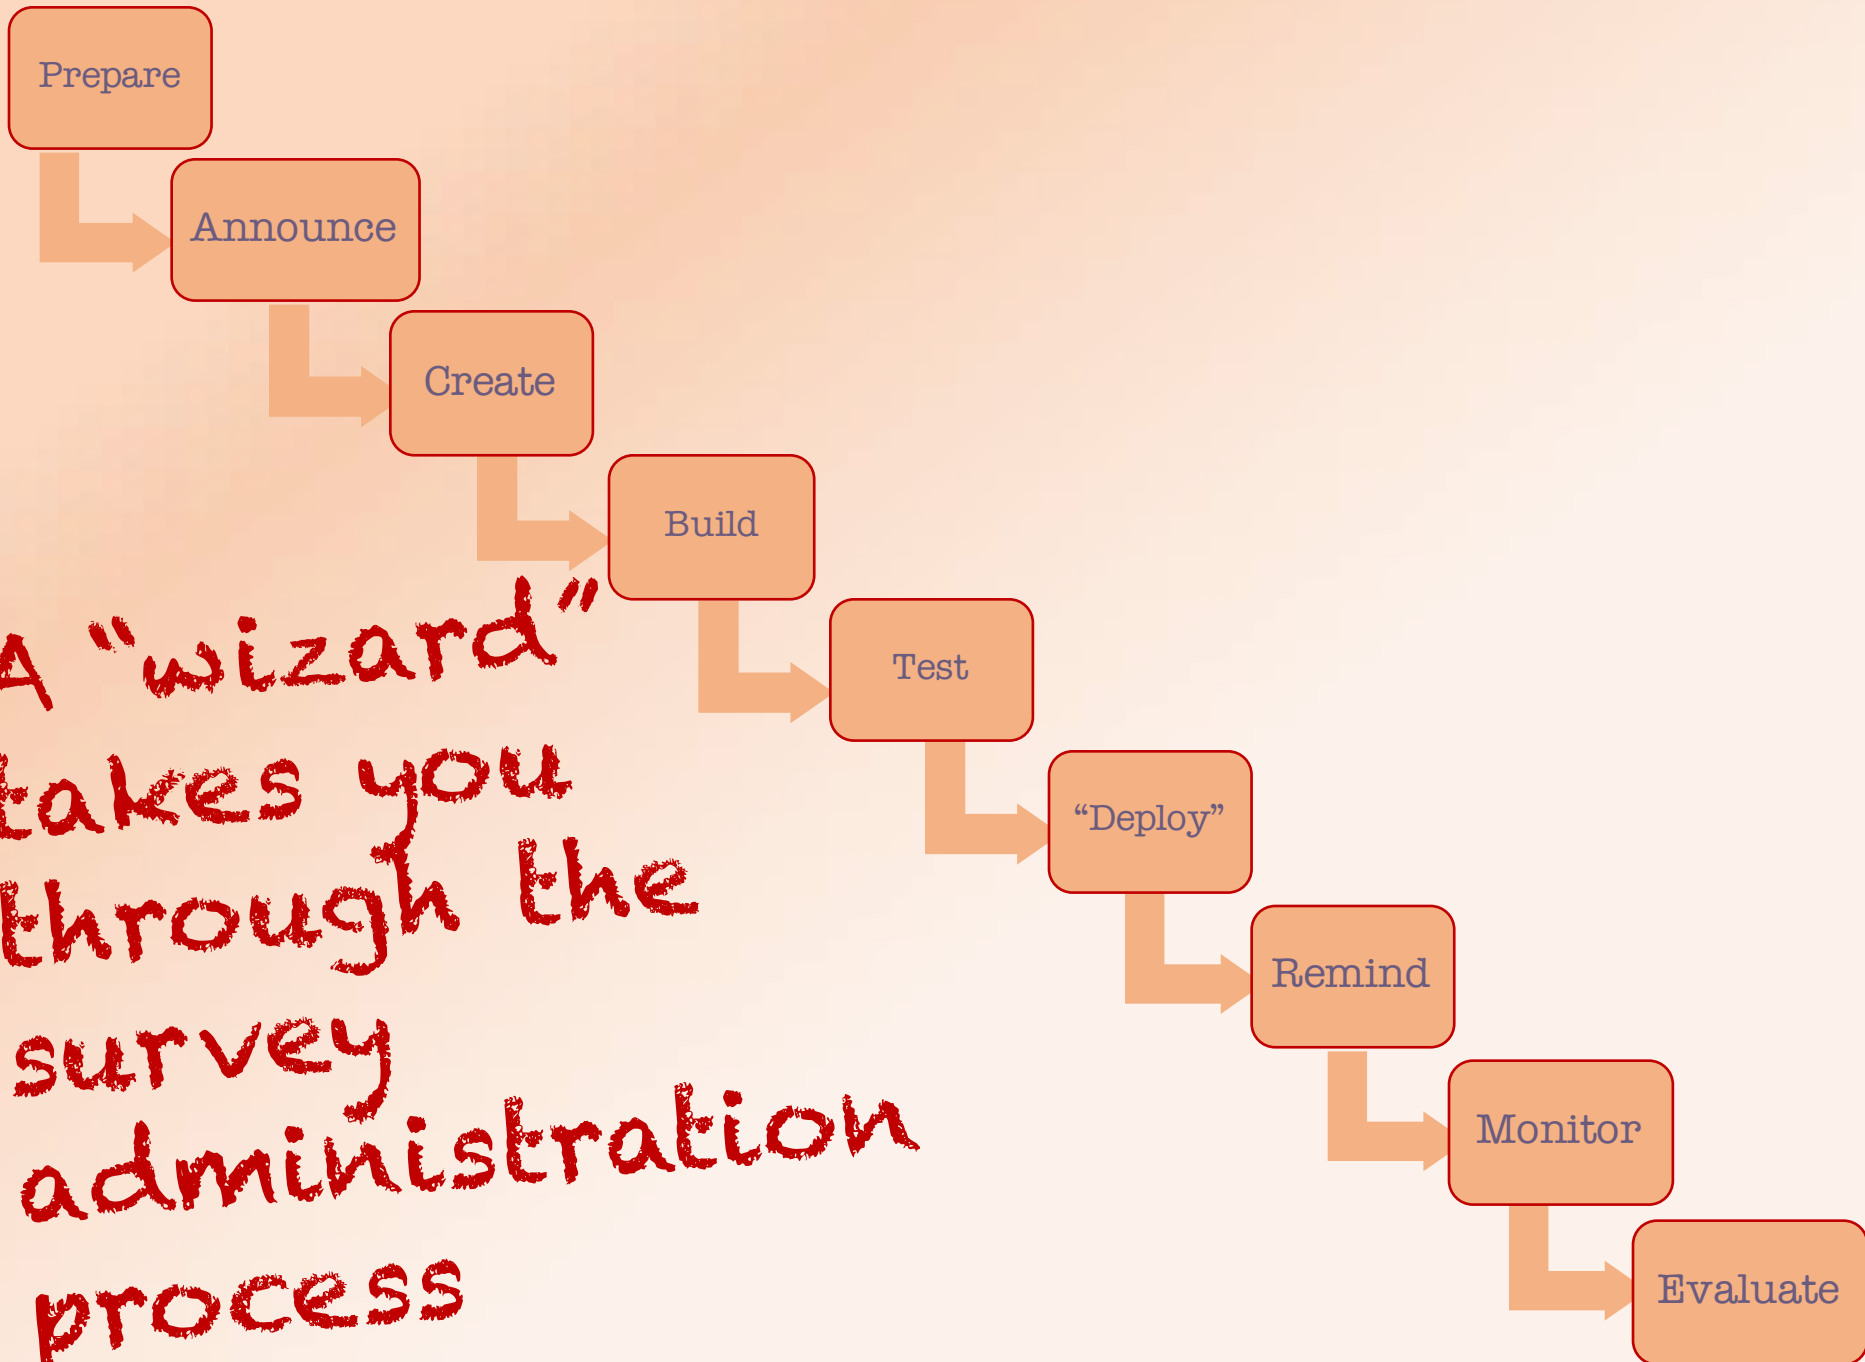 Prepare
Announce
Create
Build
Test
“Deploy”
Remind
Monitor
Evaluate
A "wizard"
takes you
through the
survey
administration
process